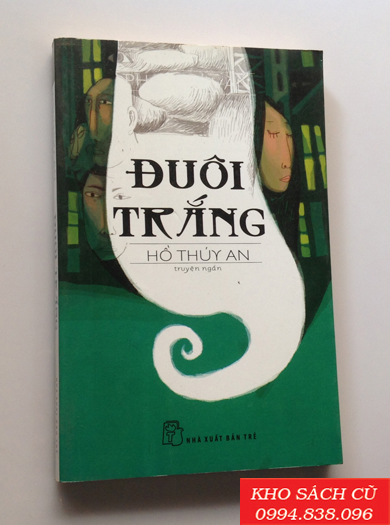 ĐUÔI
TRẮNG
HỒ THỦY AN
truyện ngắn
NHÀ XUẤT BẢN TRẺ
KHO SÁCH CŨ
0994.838.096